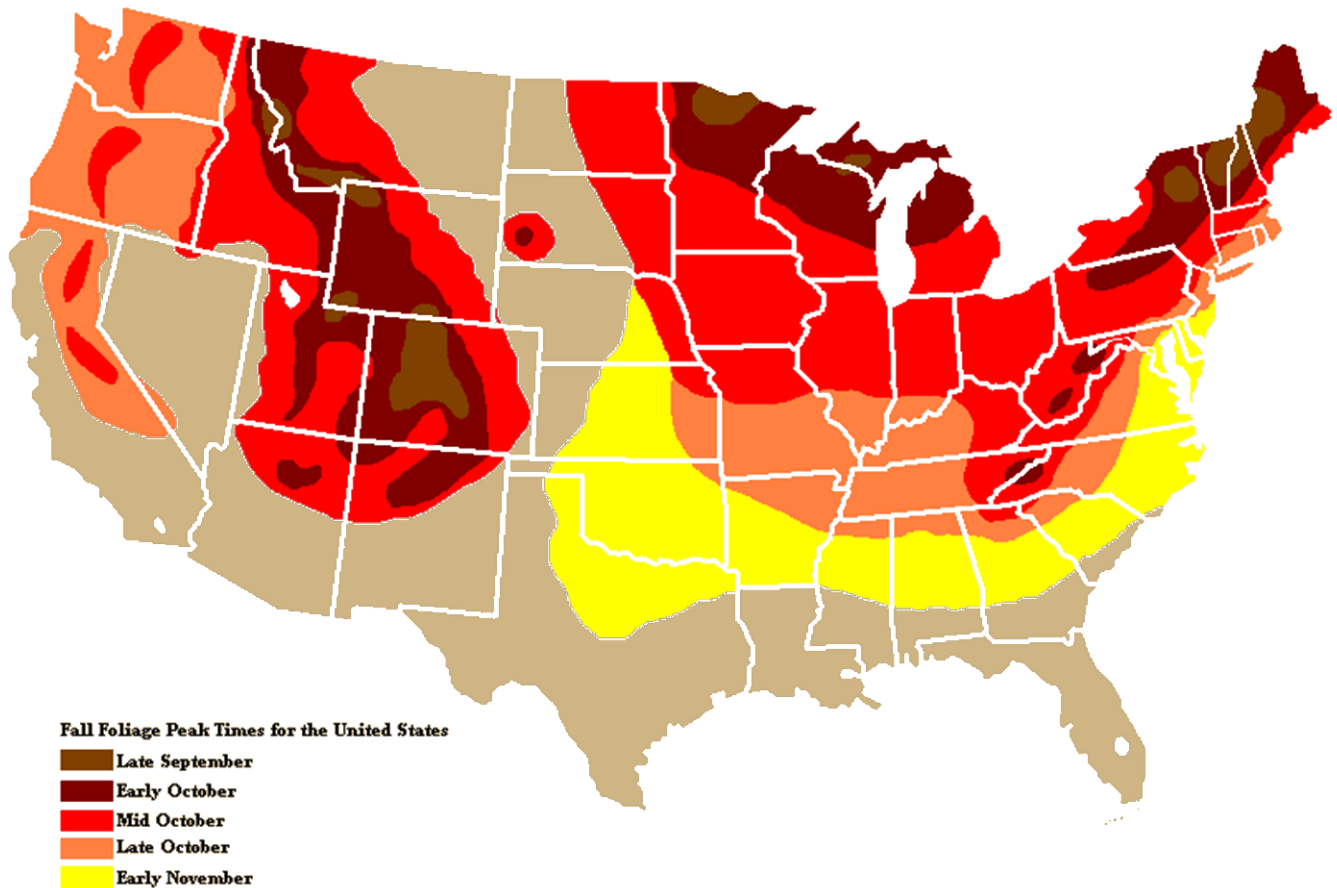 Fall Foliage Peak Times for the United States
Late September
Early October
Mid October
Late October
Early November